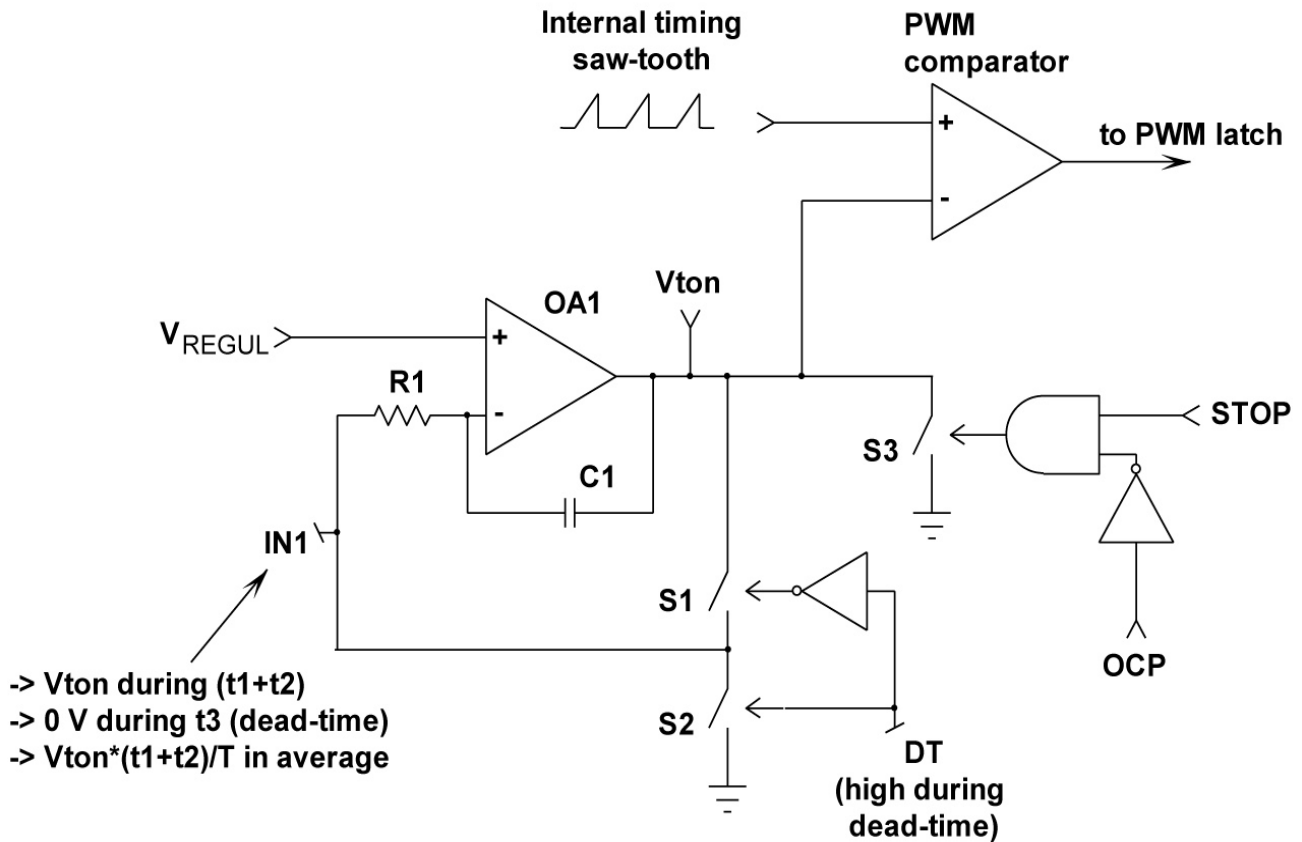 Internal timing
saw-tooth
PWM
comparator
+
-
to PWM latch
Vton
OA1
VREGUL
+
-
R1
C1
S3
STOP
IN1
S1
OCP
-> Vton during (t1+t2)
-> 0 V during t3 (dead-time)
-> Vton*(t1+t2)/T in average
S2
DT
(high during
dead-time)